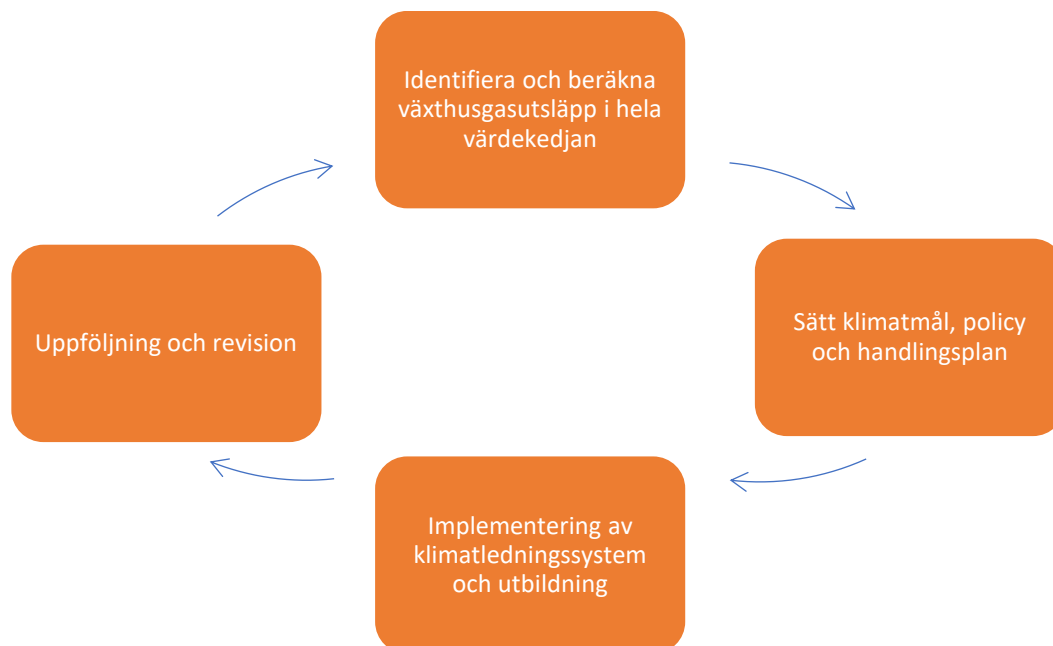 Identifiera och beräkna
växthusgasutsläpp i hela
värdekedjan
Sätt klimatmål, policy
och handlingsplan
Implementering av
klimatledningssystem
och utbildning
Uppföljning och revision